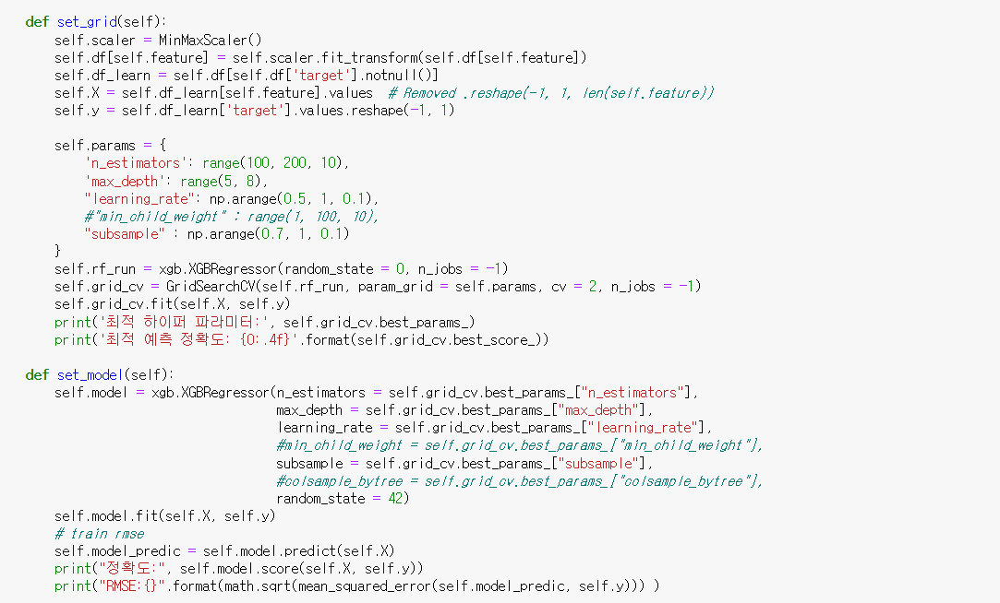 def set_grid(self):
    self.scaler = MinMaxScaler()
    self.df[self.feature] = self.scaler.fit_transform(self.df[self.feature])
    self.df_learn = self.df[self.df['target'].notnull()]
    self.X = self.df_learn[self.feature].values  # Removed .reshape(-1, 1, len(self.feature))
    self.y = self.df_learn['target'].values.reshape(-1, 1)

    self.params = {
        'n_estimators': range(100, 200, 10),
        'max_depth': range(5, 8),
        "learning_rate": np.arange(0.5, 1, 0.1),
        #"min_child_weight" : range(1, 100, 10),
        "subsample" : np.arange(0.7, 1, 0.1)
    }
    self.rf_run = xgb.XGBRegressor(random_state = 0, n_jobs = -1)
    self.grid_cv = GridSearchCV(self.rf_run, param_grid = self.params, cv = 2, n_jobs = -1)
    self.grid_cv.fit(self.X, self.y)
    print('최적 하이퍼 파라미터:', self.grid_cv.best_params_)
    print('최적 예측 정확도: {0:.4f}'.format(self.grid_cv.best_score_))

def set_model(self):
    self.model = xgb.XGBRegressor(n_estimators = self.grid_cv.best_params_["n_estimators"],
                                  max_depth = self.grid_cv.best_params_["max_depth"],
                                  learning_rate = self.grid_cv.best_params_["learning_rate"],
                                  #min_child_weight = self.grid_cv.best_params_["min_child_weight"],
                                  subsample = self.grid_cv.best_params_["subsample"],
                                  #colsample_bytree = self.grid_cv.best_params_["colsample_bytree"],
                                  random_state = 42)
    self.model.fit(self.X, self.y)
    # train rmse
    self.model_predic = self.model.predict(self.X)
    print("정확도:", self.model.score(self.X, self.y))
    print("RMSE:{}".format(math.sqrt(mean_squared_error(self.model_predic, self.y))) )